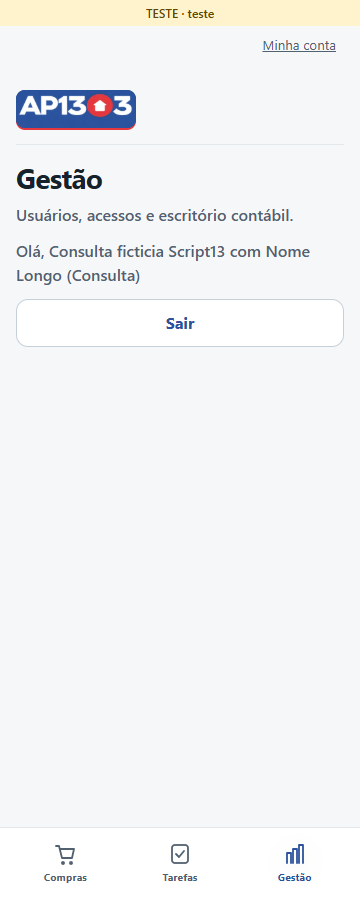 TESTE · teste
Minha conta
AP1303
Gestão
Usuários, acessos e escritório contábil.
Olá, Consulta ficticia Script13 com Nome
Longo (Consulta)
Sair
Compras
Tarefas
Gestão